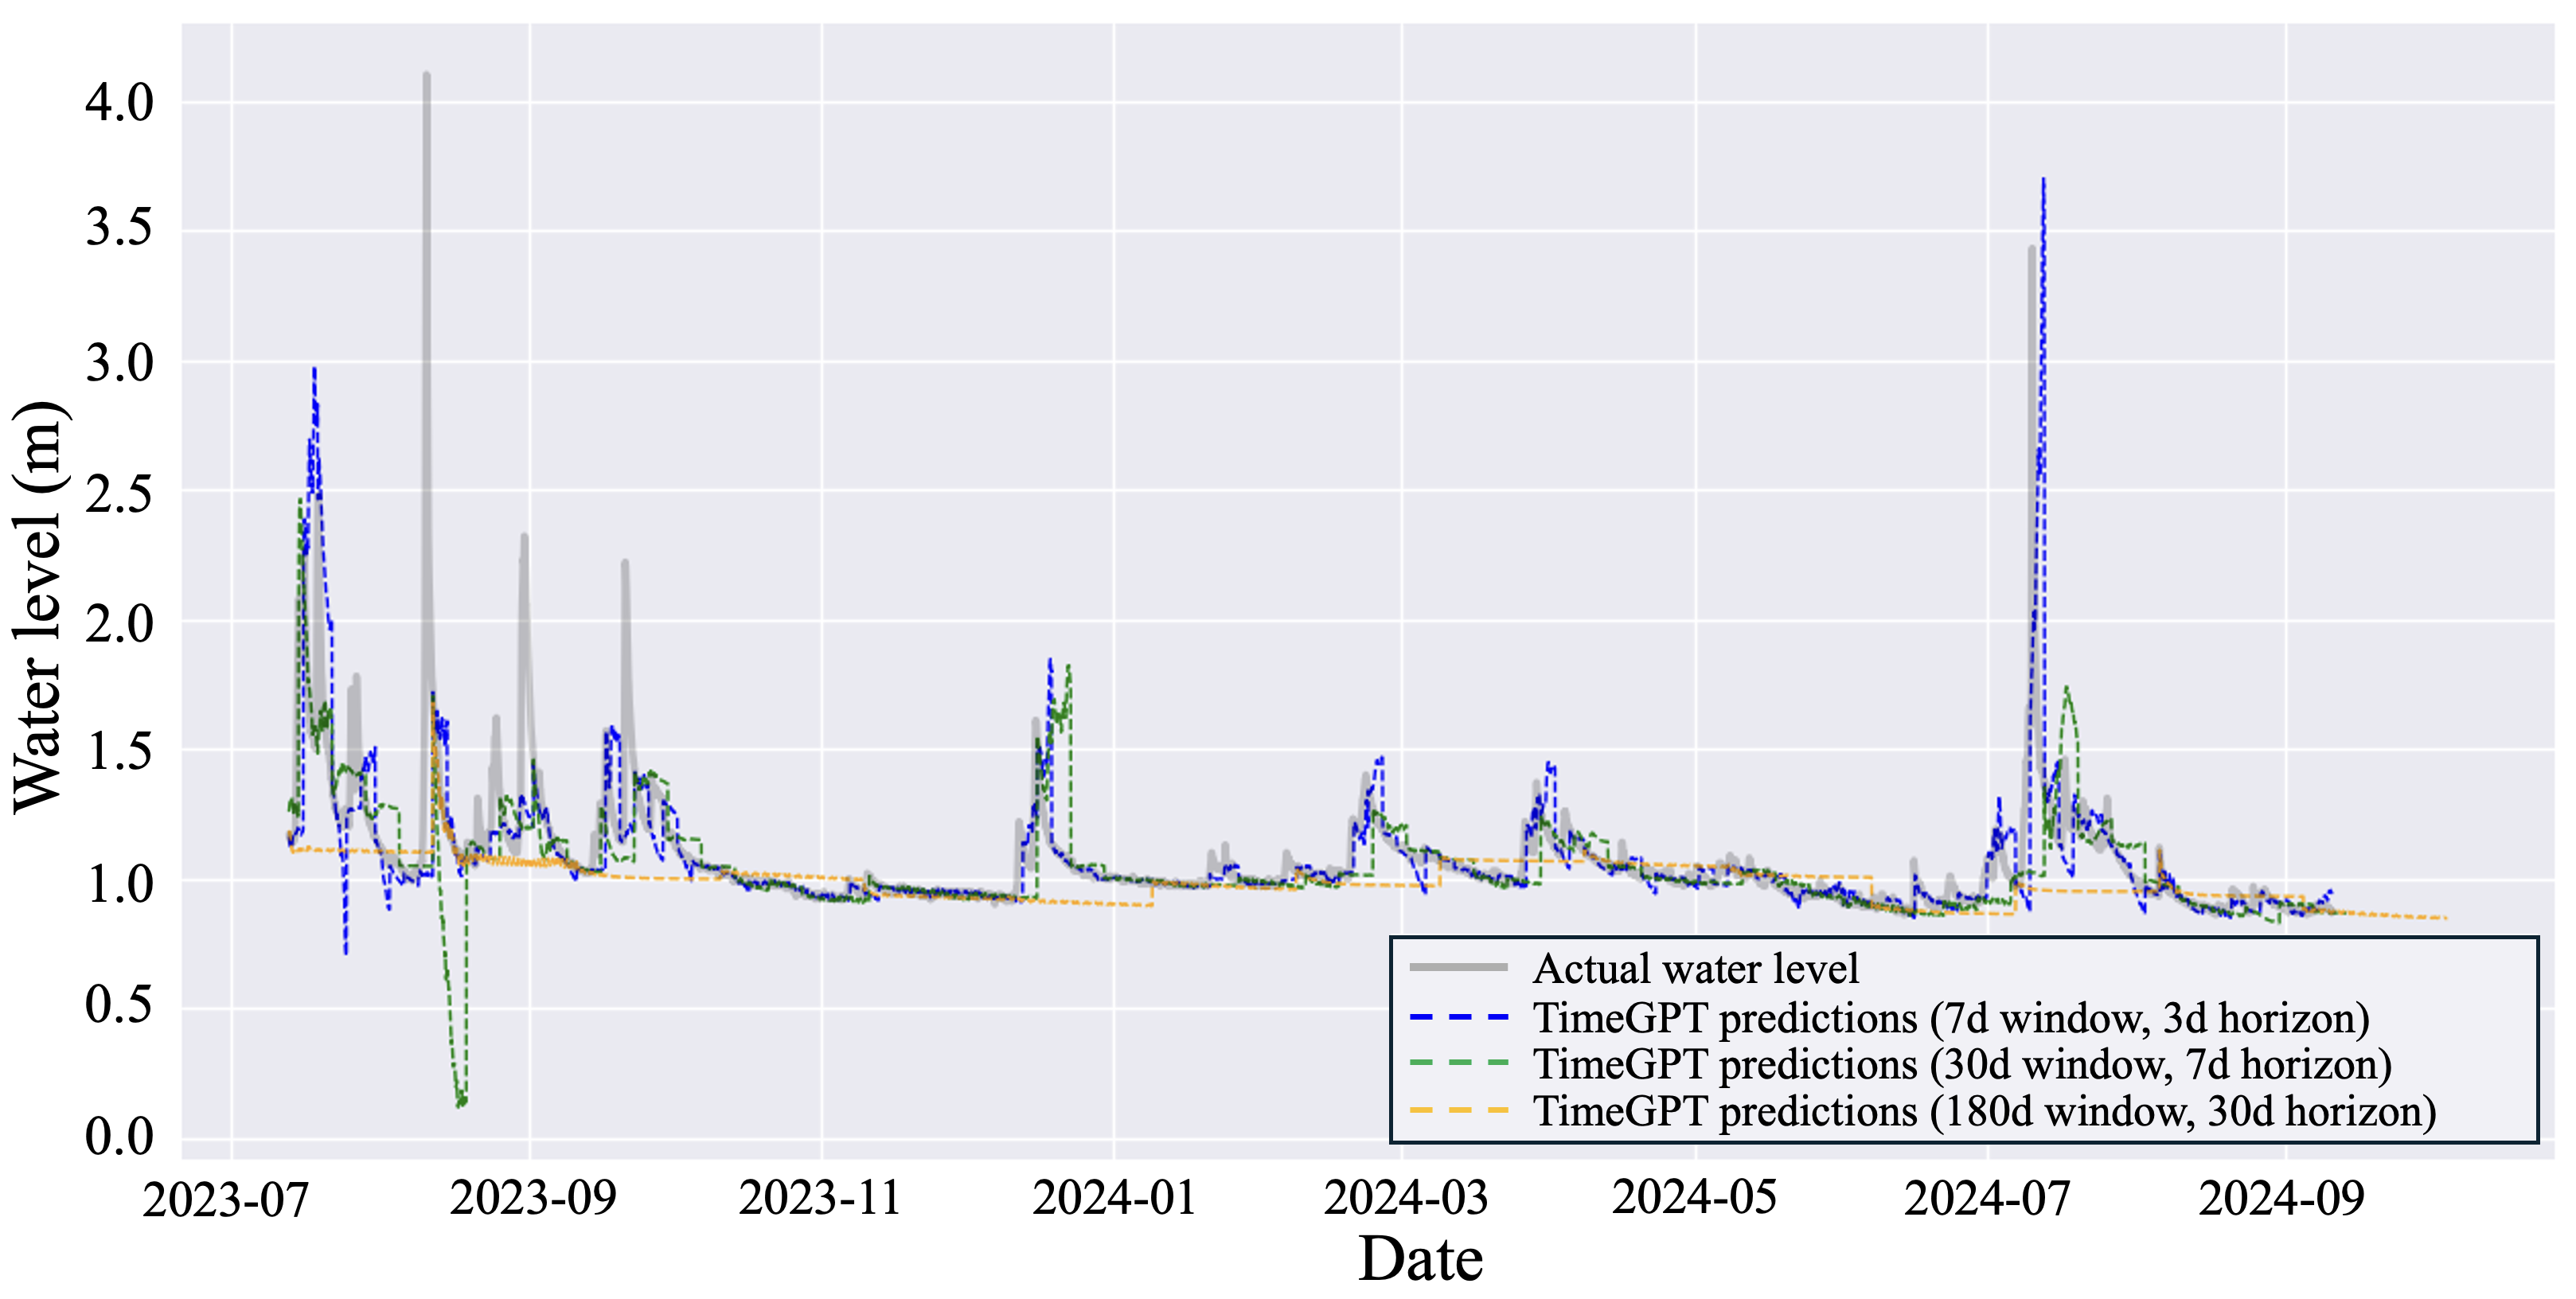 Water level (m)
4.0
3.5
3.0
2.5
2.0
1.5
1.0
0.5
0.0
Actual water level
TimeGPT predictions (7d window, 3d horizon)
TimeGPT predictions (30d window, 7d horizon)
TimeGPT predictions (180d window, 30d horizon)
2023-07 2023-09 2023-11 2024-01 2024-03 2024-05 2024-07 2024-09
Date